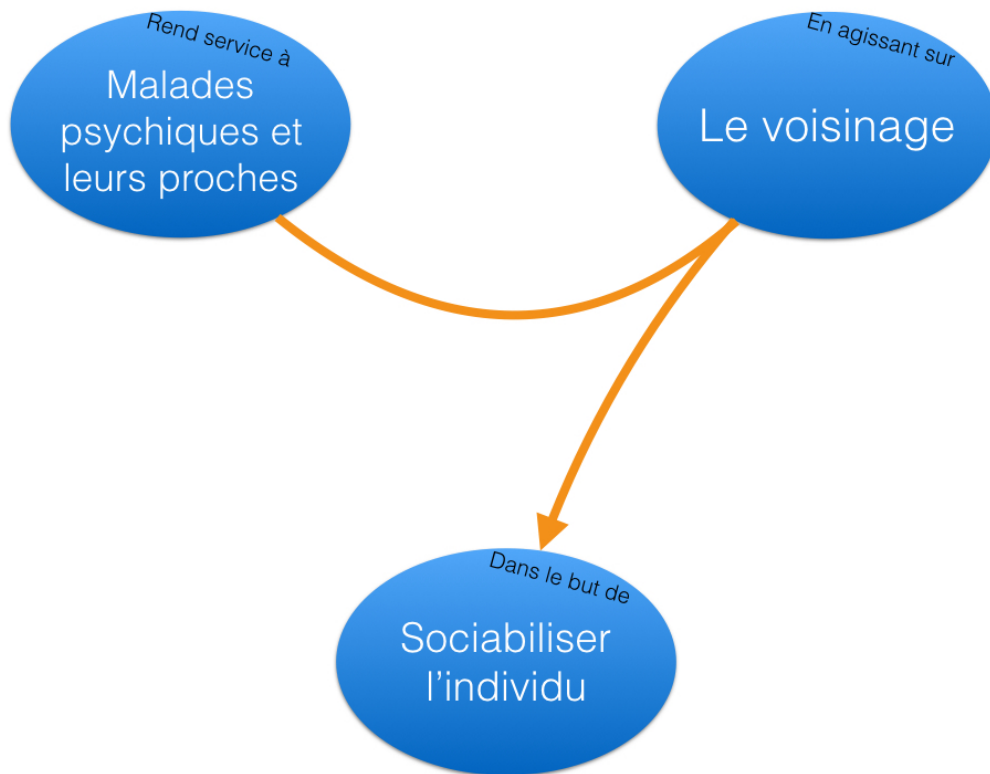 Rend service à
Malades
psychiques et
leurs proches
En agissant sur
Le voisinage
Dans le but de
Sociabiliser
l'individu